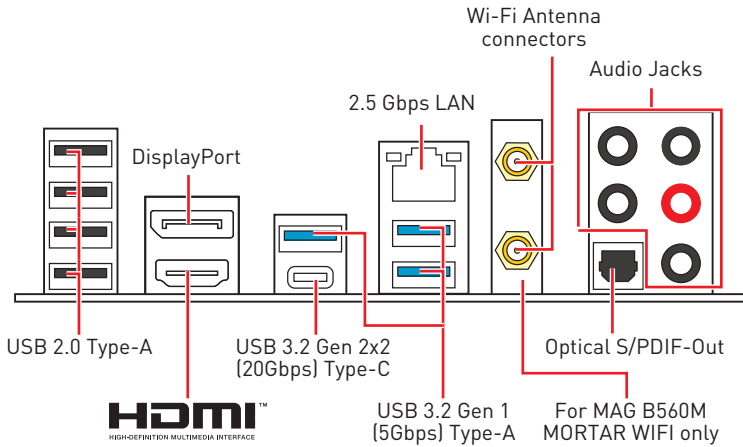 Wi-Fi Antenna
connectors
Audio Jacks
2.5 Gbps LAN
DisplayPort
USB 2.0 Type-A
USB 3.2 Gen 2x2
(20Gbps) Type-C
Optical S/PDIF-Out
HDMI™
HIGH-DEFINITION MULTIMEDIA INTERFACE
USB 3.2 Gen 1
(5Gbps) Type-A
For MAG B560M
MORTAR WIFI only